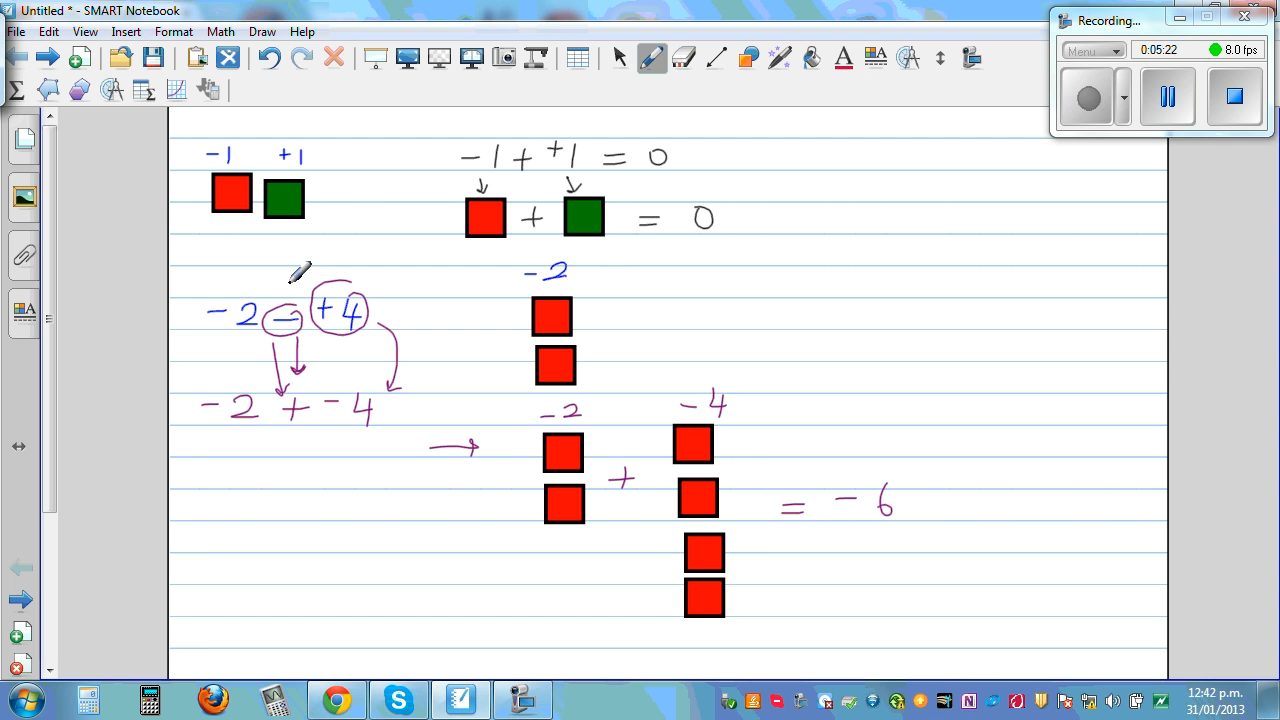 Untitled * - SMART Notebook
File Edit View Insert Format Math Draw Help
Recording...
Menu 0:05:22 8.0 fps
-1 +1
-1 + +1 = 0
+ = 0
-2
-2 - +4
-2 + -4
-2 -4
+
= -6
12:42 p.m.
31/01/2013